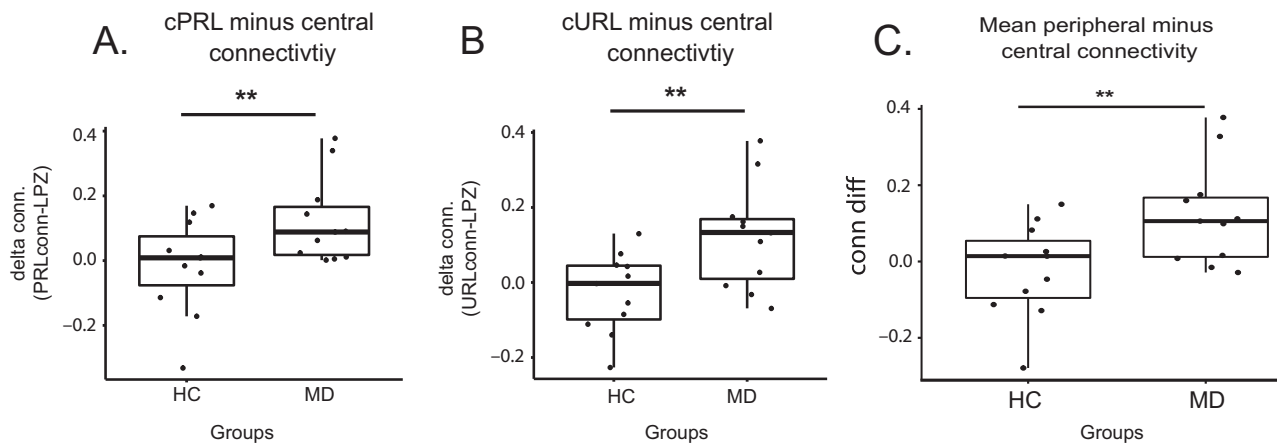 A.
cPRL minus central
connectivtiy
**
delta conn.
(PRLconn-LPZ)
0.4
0.2
0.0
−0.2
HC
MD
Groups
B
cURL minus central
connectivtiy
**
delta conn.
(URLconn-LPZ)
0.4
0.2
0.0
−0.2
HC
MD
Groups
C.
Mean peripheral minus
central connectivity
**
conn diff
0.4
0.2
0.0
−0.2
HC
MD
Groups